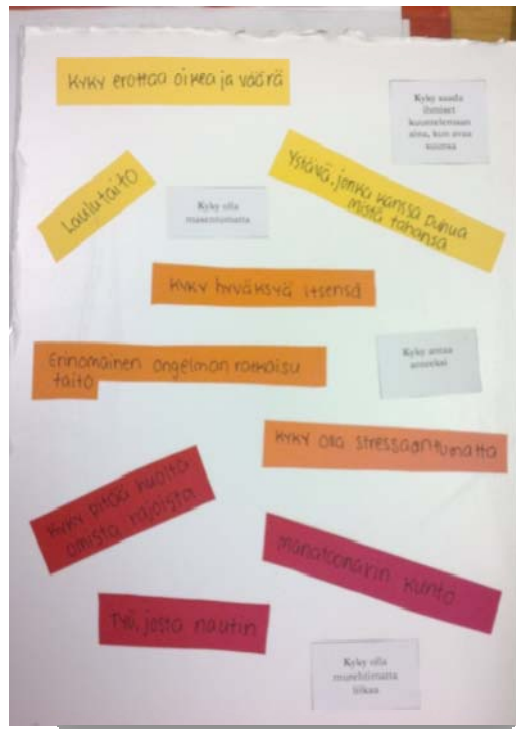 Kyky erottaa oikea ja väärä
Kyky saada
ihmiset
kuuntelemaan
aina, kun avaa
suunsa
Laulutaito
Ystävä, jonka kanssa puhua
mistä tahansa
Kyky olla
masentumatta
Kyky hyväksyä itsensä
Erinomainen ongelman ratkaisu
taito
Kyky antaa
anteeksi
Kyky olla stressaantumatta
Kyky pitää huolta
omista rajoista
Maratoonarin kunto
Työ, josta nautin
Kyky olla
murehtimatta
liikaa